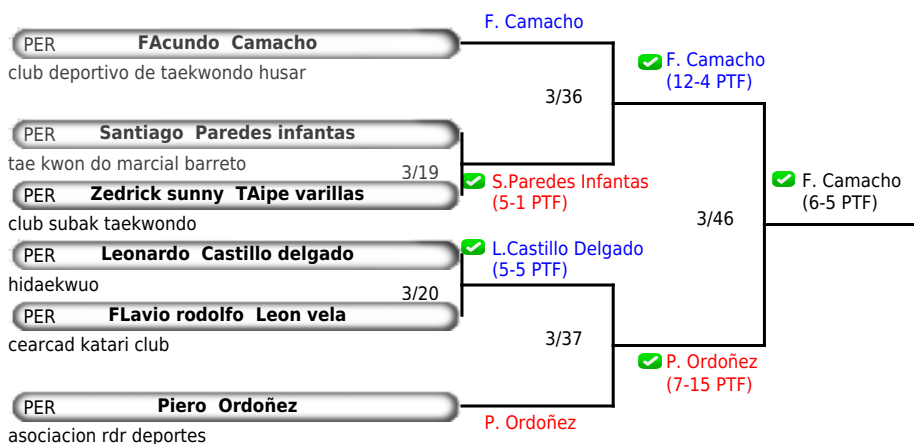 F. Camacho
PER FAcundo Camacho
club deportivo de taekwondo husar
F. Camacho
(12-4 PTF)
3/36
PER Santiago Paredes infantas
tae kwon do marcial barreto
3/19
S.Paredes Infantas
(5-1 PTF)
PER Zedrick sunny TAipe varillas
club subak taekwondo
F. Camacho
(6-5 PTF)
3/46
PER Leonardo Castillo delgado
hidaekwuo
L.Castillo Delgado
(5-5 PTF)
3/20
PER FLavio rodolfo Leon vela
cearcad katari club
3/37
P. Ordoñez
(7-15 PTF)
PER Piero Ordoñez
asociacion rdr deportes
P. Ordoñez